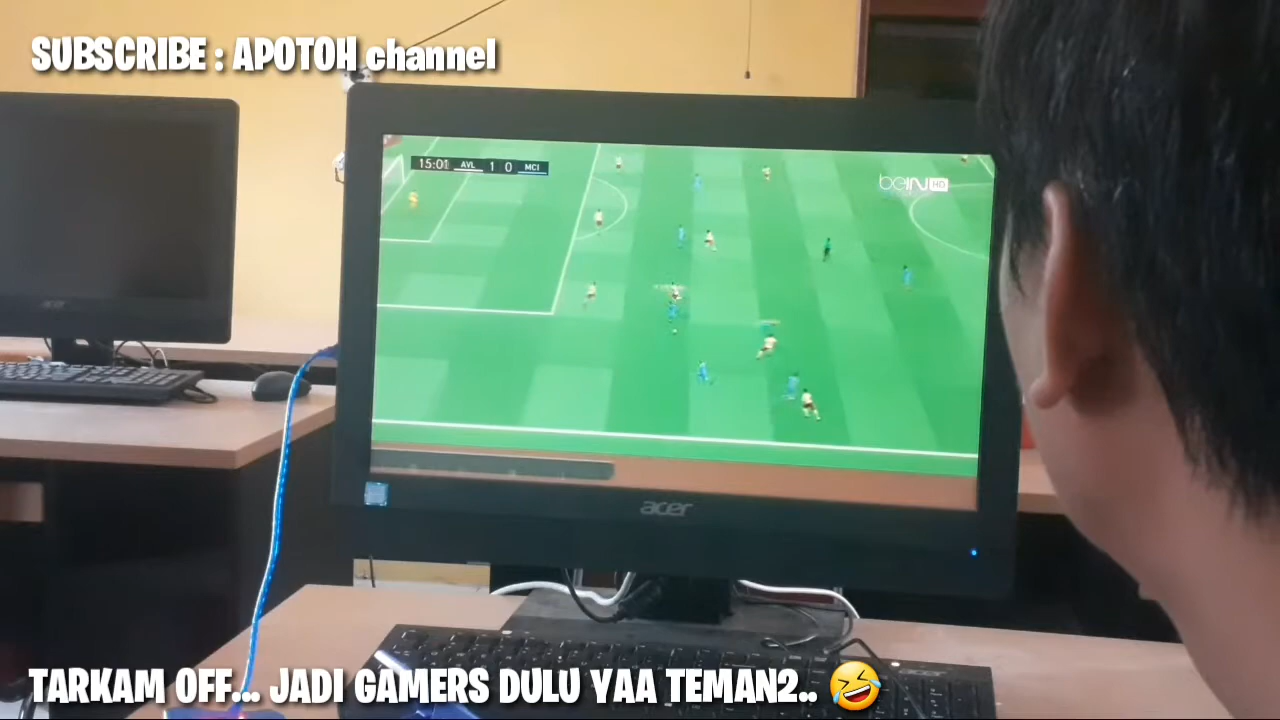 SUBSCRIBE : APOTOH channel
15:01 AVL 1 0 MCI
beIN HD
acer
acer
TARKAM OFF... JADI GAMERS DULU YAA TEMAN2.. 🤣